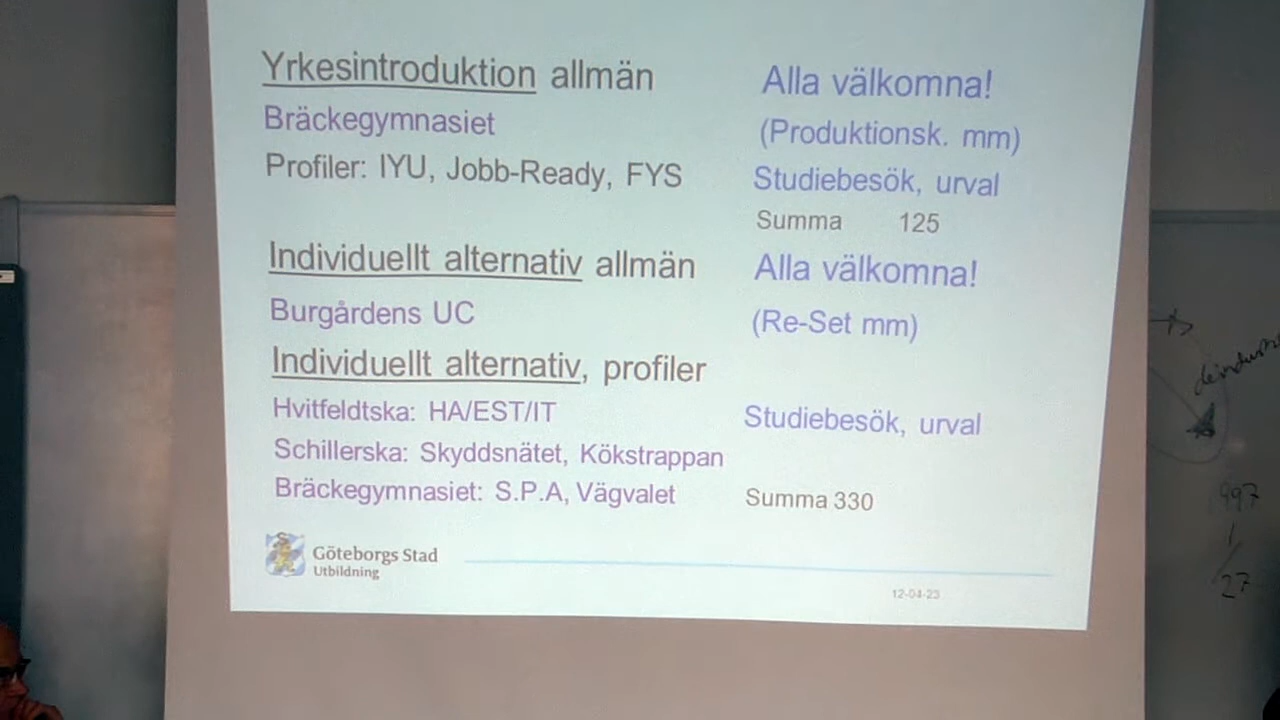 Yrkesintroduktion allmän Alla välkomna!
Bräckegymnasiet (Produktionsk. mm)
Profiler: IYU, Jobb-Ready, FYS Studiebesök, urval
Summa 125
Individuellt alternativ allmän Alla välkomna!
Burgårdens UC (Re-Set mm)
Individuellt alternativ, profiler
Hvitfeldtska: HA/EST/IT Studiebesök, urval
Schillerska: Skyddsnätet, Kökstrappan
Bräckegymnasiet: S.P.A, Vägvalet Summa 330
Göteborgs Stad
Utbildning
12-04-23
997
27